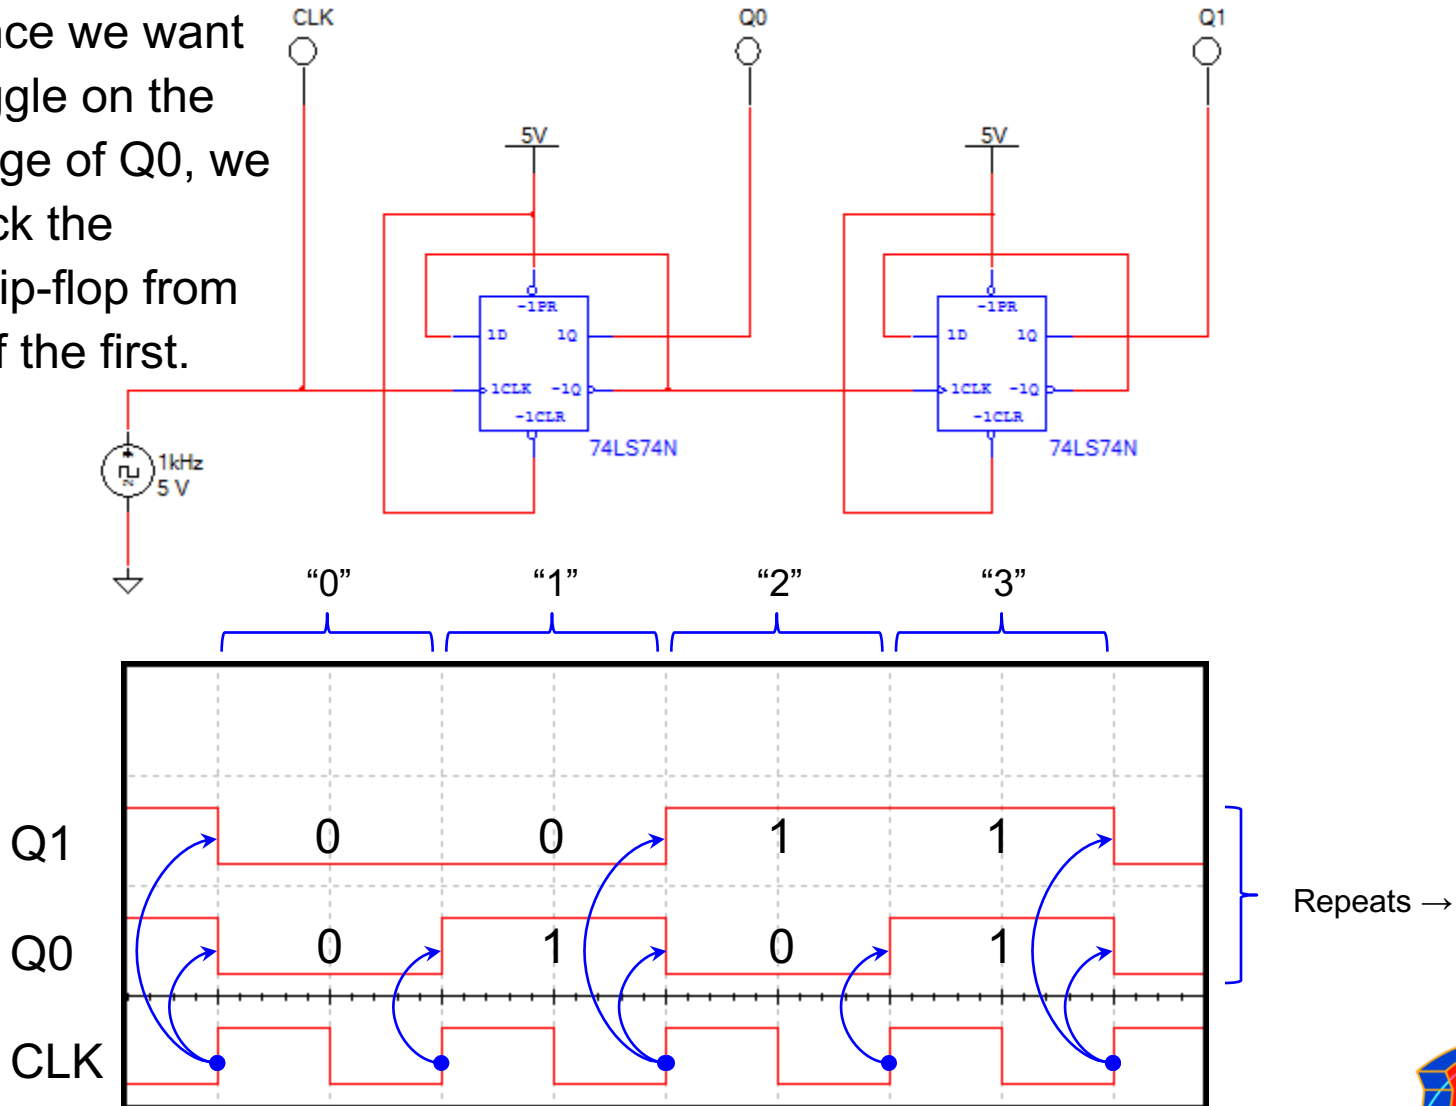 CLK
Q0
Q1
nce we want
ggle on the
ge of Q0, we
ck the
ip-flop from
f the first.
5V
5V
-1PR
1D 1Q
1CLK -1Q
-1CLR
74LS74N
-1PR
1D 1Q
1CLK -1Q
-1CLR
74LS74N
1kHz
5 V
“0” “1” “2” “3”
Q1 0 0 1 1
Repeats →
Q0 0 1 0 1
CLK